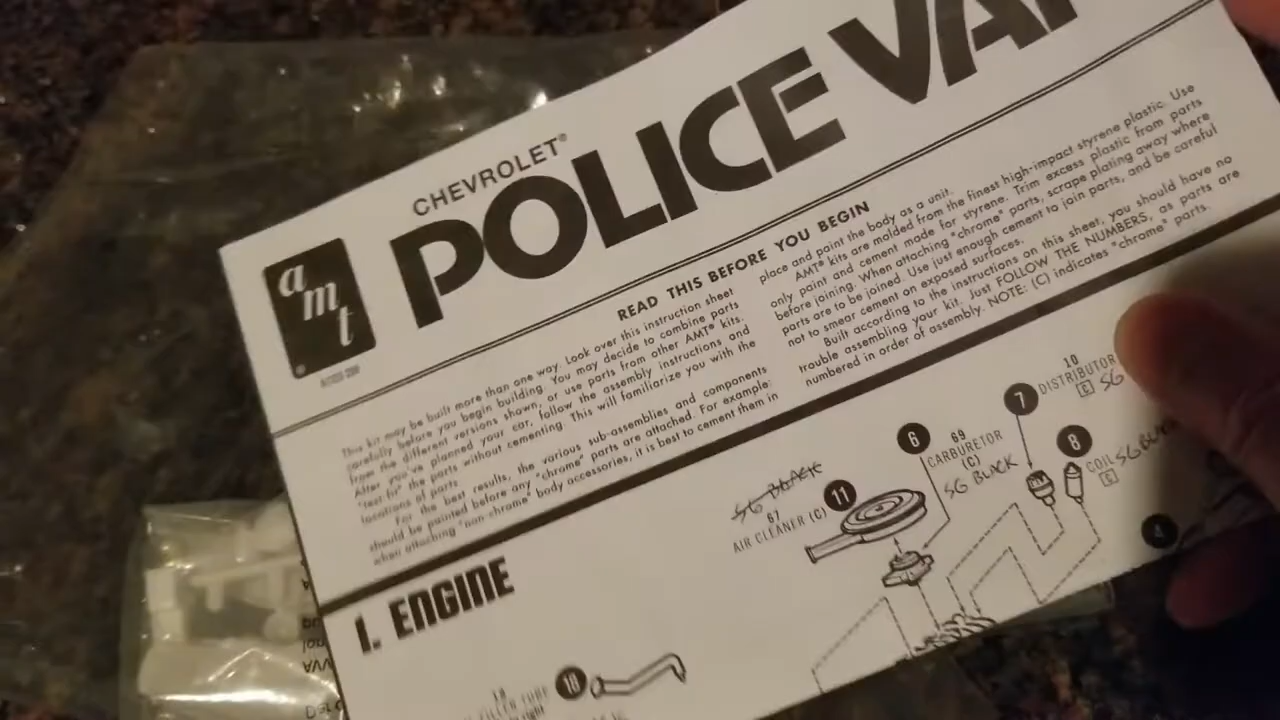 CHEVROLET®
POLICE VA
amt
READ THIS BEFORE YOU BEGIN
This kit may be built more than one way. Look over this instruction sheet
carefully before you begin building. You may decide to combine parts
from the different versions shown, or use parts from other AMT® kits.
After you've planned your car, follow the assembly instructions and
"test-fit" the parts without cementing. This will familiarize you with the
locations of parts.
For the best results, the various sub-assemblies and components
should be painted before any "chrome" parts are attached. For example:
when attaching "non-chrome" body accessories, it is best to cement them in
place and paint the body as a unit.
AMT® kits are molded from the finest high-impact styrene plastic. Use
only paint and cement made for styrene. Trim excess plastic from parts
before joining. When attaching "chrome" parts, scrape plating away where
parts are to be joined. Use just enough cement to join parts, and be careful
not to smear cement on exposed surfaces.
Built according to the instructions on this sheet, you should have no
trouble assembling your kit. Just FOLLOW THE NUMBERS, as parts are
numbered in order of assembly. NOTE: (C) indicates "chrome" parts.
1. ENGINE
SG BLACK
11
67
AIR CLEANER (C)
6
69
CARBURETOR
(C)
SG BLACK
7
10
DISTRIBUTOR
SG
8
COIL SG BLACK
4
18
18
FILLER TUBE